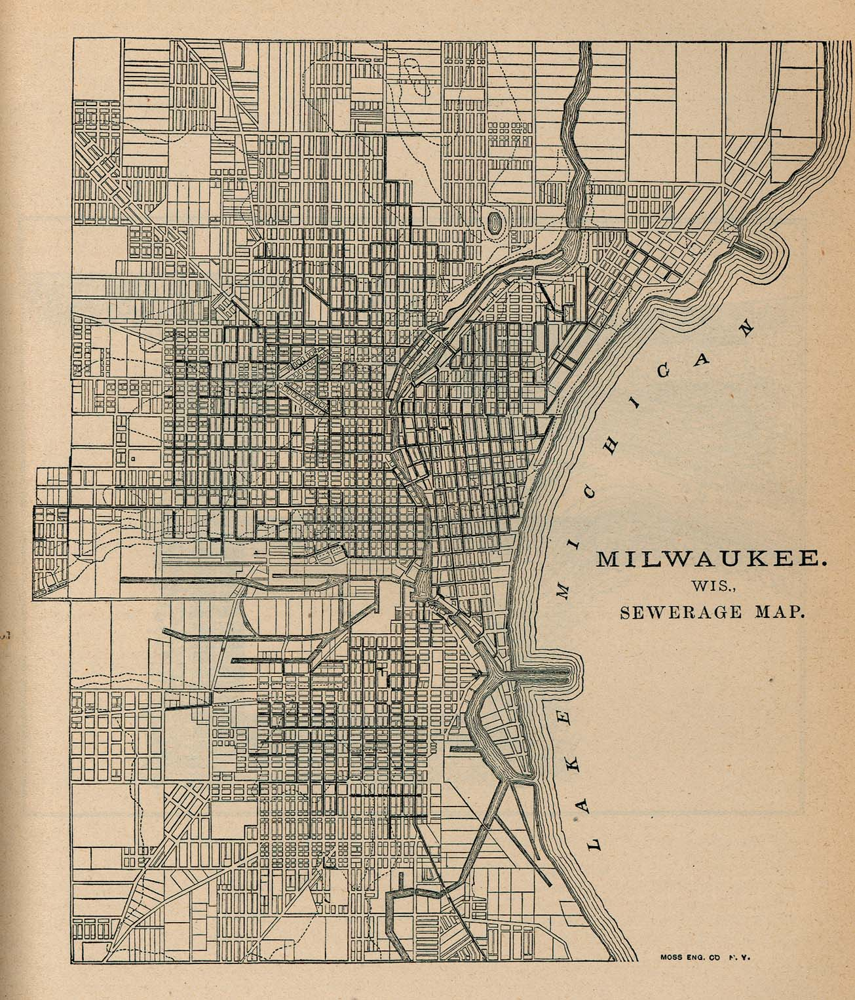 LAKE MICHIGAN
MILWAUKEE.
WIS.,
SEWERAGE MAP.
MOSS ENG. CO N. Y.